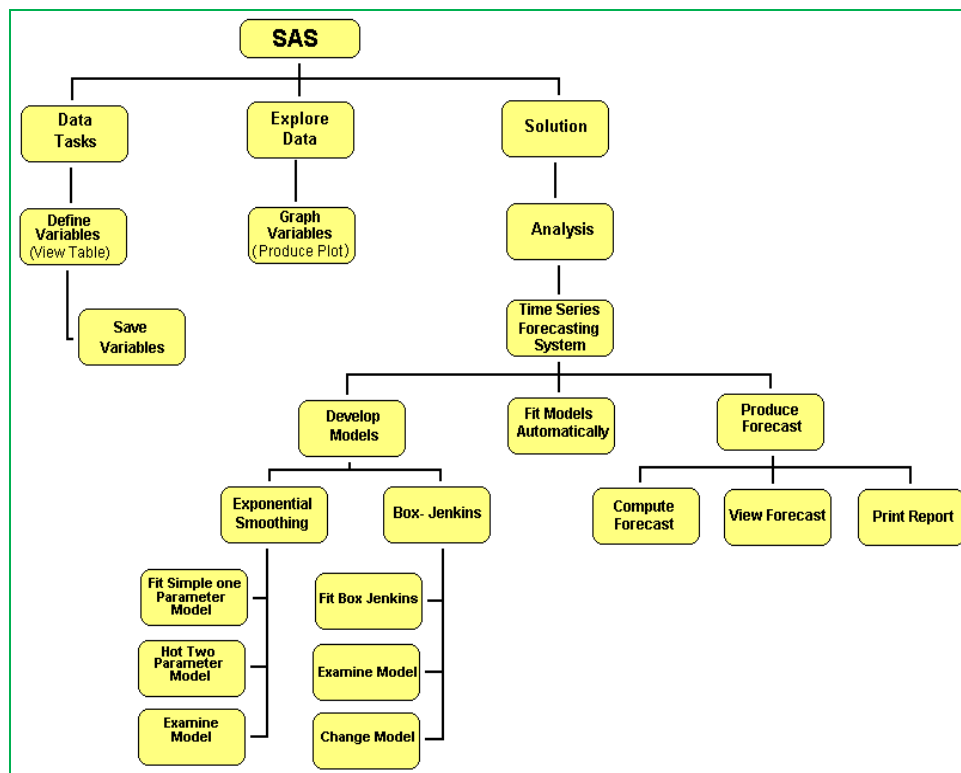 SAS
Data
Tasks
Explore
Data
Solution
Define
Variables
(View Table)
Graph
Variables
(Produce Plot)
Analysis
Save
Variables
Time Series
Forecasting
System
Develop
Models
Fit Models
Automatically
Produce
Forecast
Exponential
Smoothing
Box- Jenkins
Compute
Forecast
View Forecast
Print Report
Fit Simple one
Parameter
Model
Hot Two
Parameter
Model
Examine
Model
Fit Box Jenkins
Examine Model
Change Model